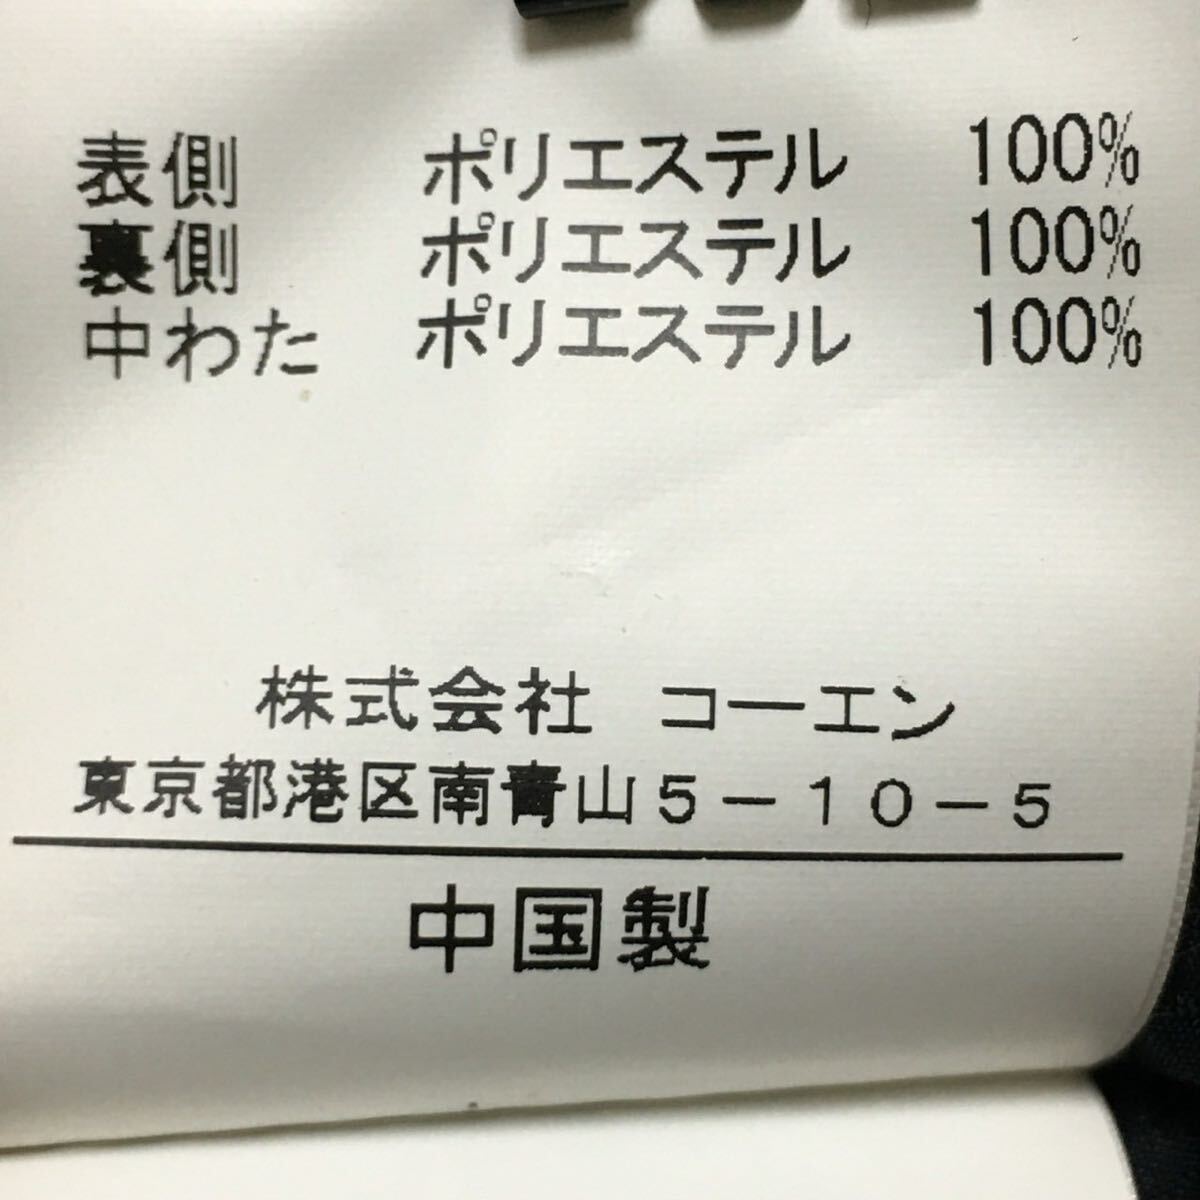 表側 ポリエステル 100%
裏側 ポリエステル 100%
中わた ポリエステル 100%
株式会社 コーエン
東京都港区南青山5－10－5
中国製